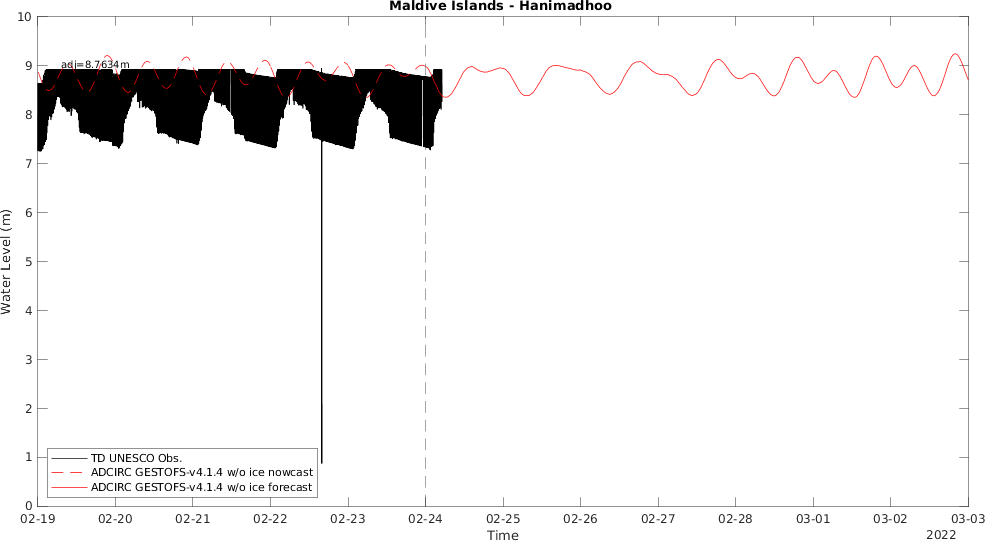 Maldive Islands - Hanimadhoo
10
9
8
7
6
5
4
3
2
1
0
Water Level (m)
adj=8.7634m
TD UNESCO Obs.
ADCIRC GESTOFS-v4.1.4 w/o ice nowcast
ADCIRC GESTOFS-v4.1.4 w/o ice forecast
02-19 02-20 02-21 02-22 02-23 02-24 02-25 02-26 02-27 02-28 03-01 03-02 03-03
Time
2022